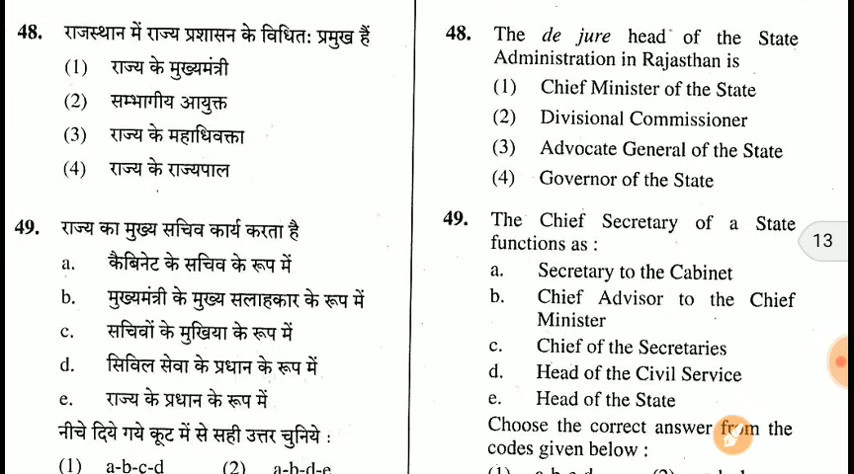 48. राजस्थान में राज्य प्रशासन के विधितः प्रमुख हैं
(1) राज्य के मुख्यमंत्री
(2) सम्भागीय आयुक्त
(3) राज्य के महाधिवक्ता
(4) राज्य के राज्यपाल
49. राज्य का मुख्य सचिव कार्य करता है
a. कैबिनेट के सचिव के रूप में
b. मुख्यमंत्री के मुख्य सलाहकार के रूप में
c. सचिवों के मुखिया के रूप में
d. सिविल सेवा के प्रधान के रूप में
e. राज्य के प्रधान के रूप में
नीचे दिये गये कूट में से सही उत्तर चुनिये :
(1) a-b-c-d (2) a-b-d-e
48. The de jure head of the State
Administration in Rajasthan is
(1) Chief Minister of the State
(2) Divisional Commissioner
(3) Advocate General of the State
(4) Governor of the State
49. The Chief Secretary of a State
functions as :
a. Secretary to the Cabinet
b. Chief Advisor to the Chief
Minister
c. Chief of the Secretaries
d. Head of the Civil Service
e. Head of the State
Choose the correct answer from the
codes given below :
13